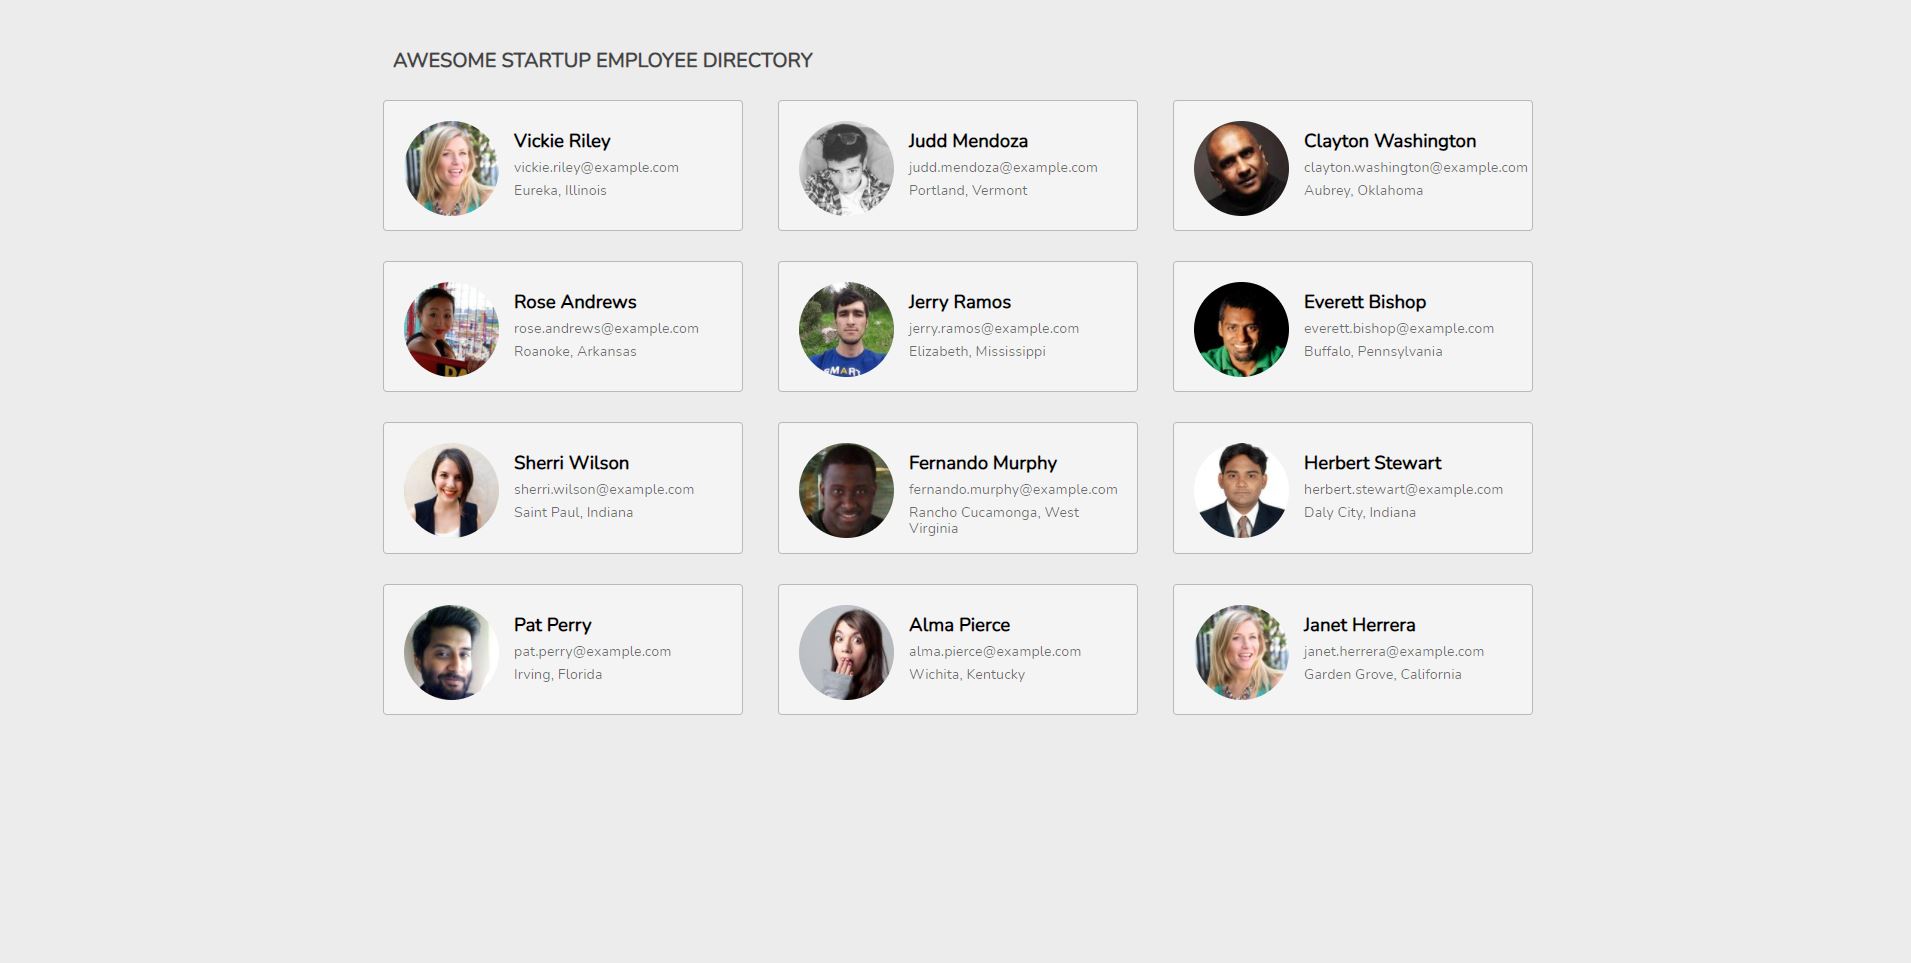 AWESOME STARTUP EMPLOYEE DIRECTORY
Vickie Riley
vickie.riley@example.com
Eureka, Illinois
Judd Mendoza
judd.mendoza@example.com
Portland, Vermont
Clayton Washington
clayton.washington@example.com
Aubrey, Oklahoma
Rose Andrews
rose.andrews@example.com
Roanoke, Arkansas
Jerry Ramos
jerry.ramos@example.com
Elizabeth, Mississippi
SMART
Everett Bishop
everett.bishop@example.com
Buffalo, Pennsylvania
Sherri Wilson
sherri.wilson@example.com
Saint Paul, Indiana
Fernando Murphy
fernando.murphy@example.com
Rancho Cucamonga, West
Virginia
Herbert Stewart
herbert.stewart@example.com
Daly City, Indiana
Pat Perry
pat.perry@example.com
Irving, Florida
Alma Pierce
alma.pierce@example.com
Wichita, Kentucky
Janet Herrera
janet.herrera@example.com
Garden Grove, California